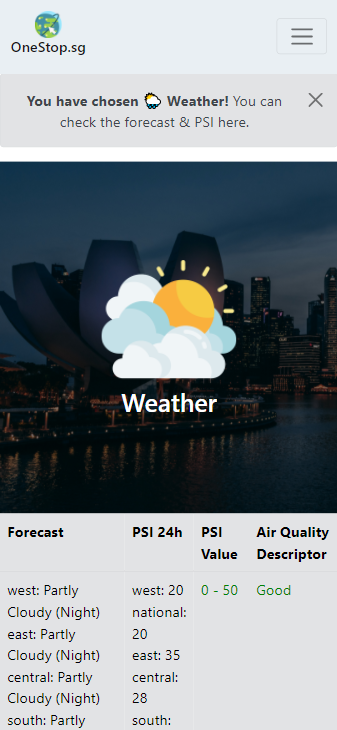 OneStop.sg
You have chosen Weather! You can
check the forecast & PSI here.
Weather
Forecast PSI 24h PSI Value Air Quality Descriptor
west: Partly
Cloudy (Night)
east: Partly
Cloudy (Night)
central: Partly
Cloudy (Night)
south: Partly
west: 20
national:
20
east: 35
central:
28
south:
0 - 50
Good